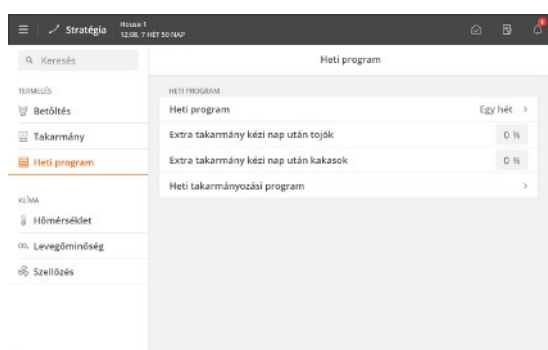 Stratégia
House 1
12:08, 7 HÉT 50 NAP
1
Keresés
Heti program
TERMELÉS
Betöltés
Takarmány
Heti program
KLÍMA
Hőmérséklet
CO₂ Levegőminőség
Szellőzés
HETI PROGRAM
Heti program Egy hét
Extra takarmány kézi nap után tojók 0 %
Extra takarmány kézi nap után kakasok 0 %
Heti takarmányozási program